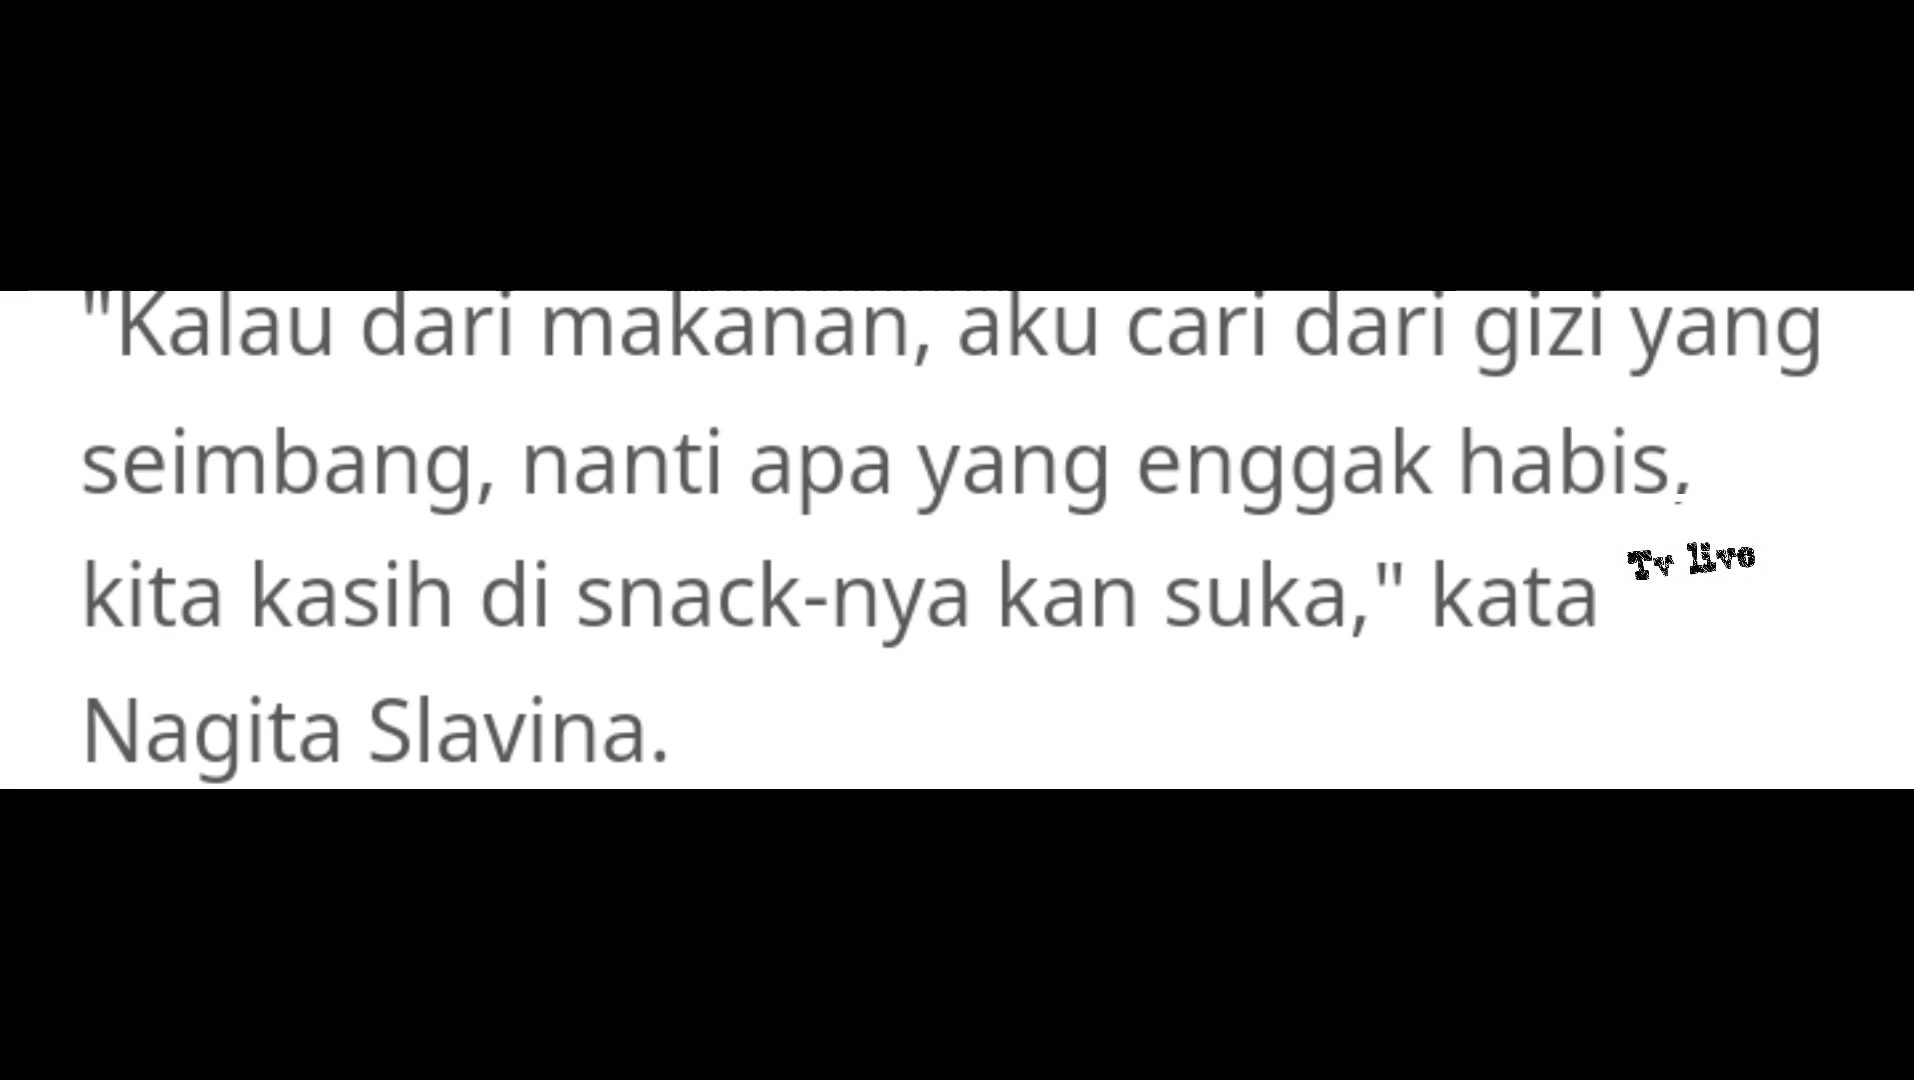 "Kalau dari makanan, aku cari dari gizi yang
seimbang, nanti apa yang enggak habis,
kita kasih di snack-nya kan suka," kata
Tv live
Nagita Slavina.